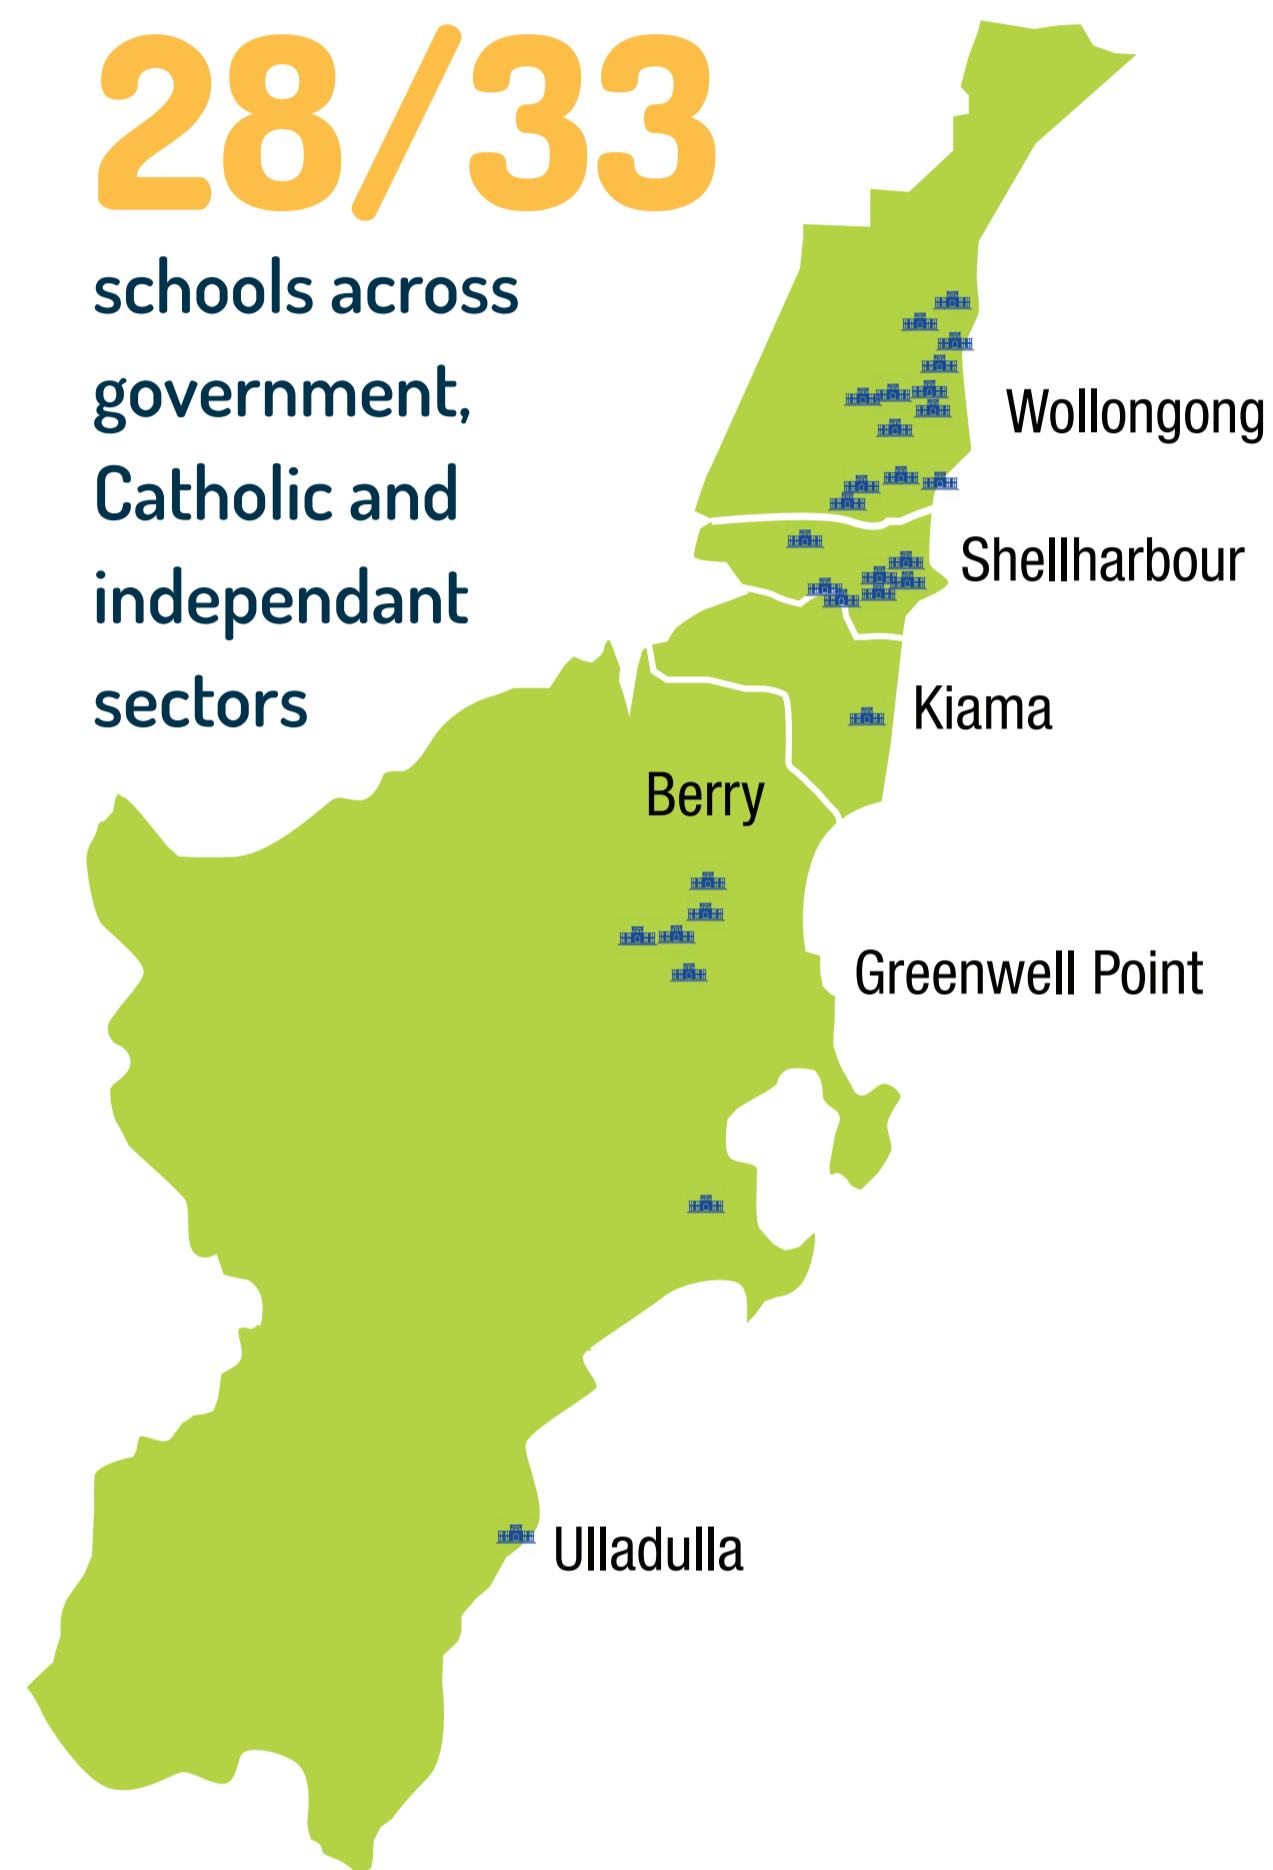 28/33
schools across
government,
Catholic and
independant
sectors
Wollongong
Shellharbour
Kiama
Berry
Greenwell Point
Ulladulla